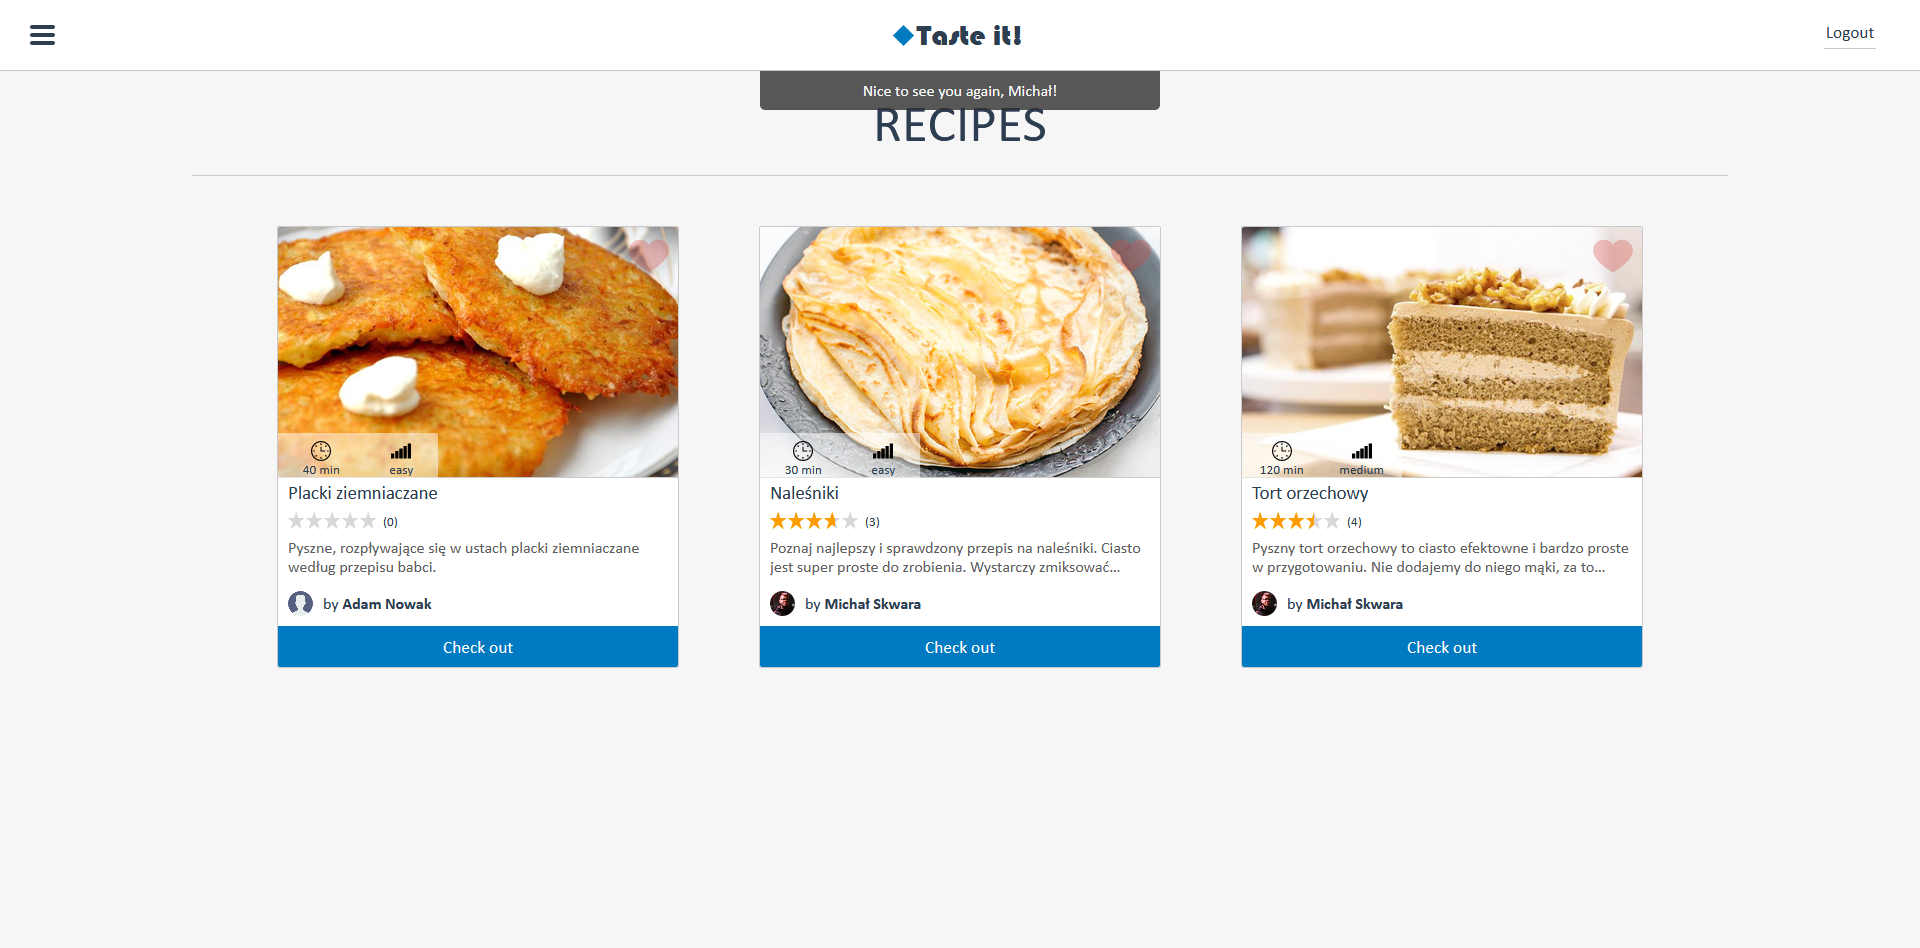 Taste it!
Logout
Nice to see you again, Michał!
RECIPES
40 min
easy
Placki ziemniaczane
(0)
Pyszne, rozpływające się w ustach placki ziemniaczane
według przepisu babci.
by Adam Nowak
Check out
30 min
easy
Naleśniki
(3)
Poznaj najlepszy i sprawdzony przepis na naleśniki. Ciasto
jest super proste do zrobienia. Wystarczy zmiksować...
by Michał Skwara
Check out
120 min
medium
Tort orzechowy
(4)
Pyszny tort orzechowy to ciasto efektowne i bardzo proste
w przygotowaniu. Nie dodajemy do niego mąki, za to...
by Michał Skwara
Check out